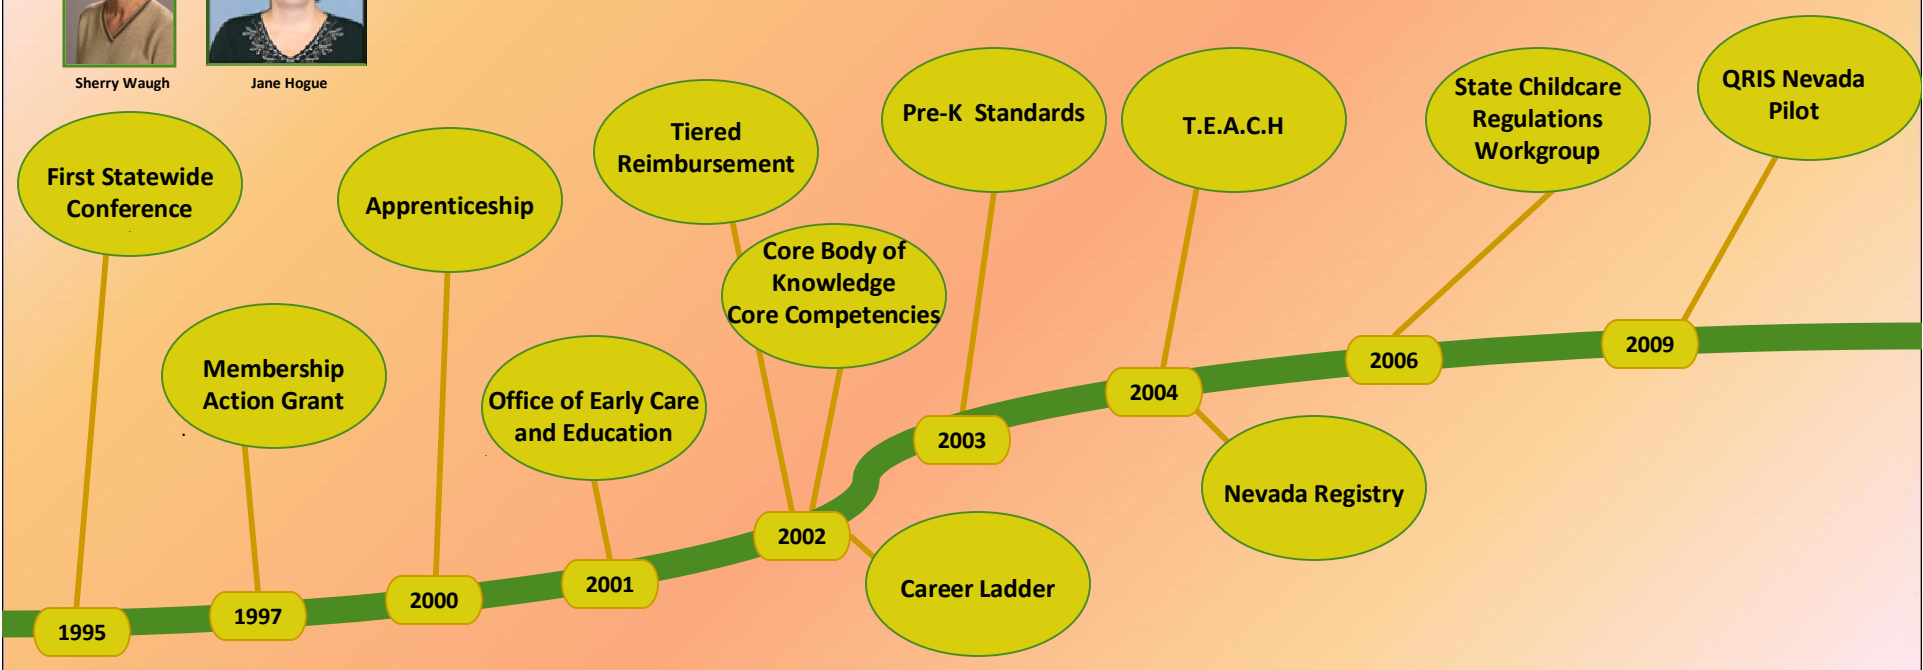 Sherry Waugh
Jane Hogue
First Statewide
Conference
Membership
Action Grant
Apprenticeship
Office of Early Care
and Education
Tiered
Reimbursement
Core Body of
Knowledge
Core Competencies
Career Ladder
Pre-K  Standards
T.E.A.C.H
Nevada Registry
State Childcare
Regulations
Workgroup
QRIS Nevada
Pilot
1995
1997
2000
2001
2002
2003
2004
2006
2009